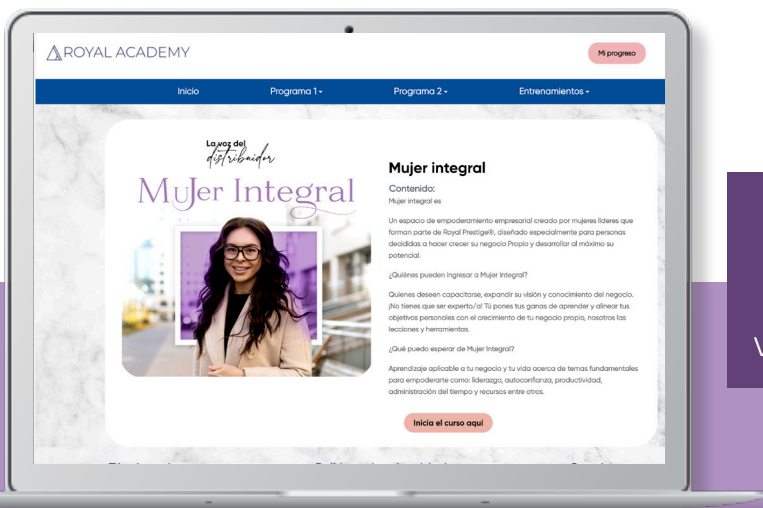 ROYAL ACADEMY
Mi progreso
Inicio
Programa 1
Programa 2
Entrenamientos
La voz del
distribuidor
Mujer Integral
Mujer integral
Contenido:
Mujer integral es
Un espacio de empoderamiento empresarial creado por mujeres líderes que
forman parte de Royal Prestige®, diseñado especialmente para personas
decididas a hacer crecer su negocio Propio y desarrollar al máximo su
potencial.
¿Quiénes pueden ingresar a Mujer Integral?
Quienes deseen capacitarse, expandir su visión y conocimiento del negocio.
¡No tienes que ser experto/a! Tú pones tus ganas de aprender y alinear tus
objetivos personales con el crecimiento de tu negocio propio, nosotros las
lecciones y herramientas.
¿Qué puedo esperar de Mujer Integral?
Aprendizaje aplicable a tu negocio y tu vida acerca de temas fundamentales
para empoderarte como: liderazgo, autoconfianza, productividad,
administración del tiempo y recursos entre otros.
Inicia el curso aquí
V